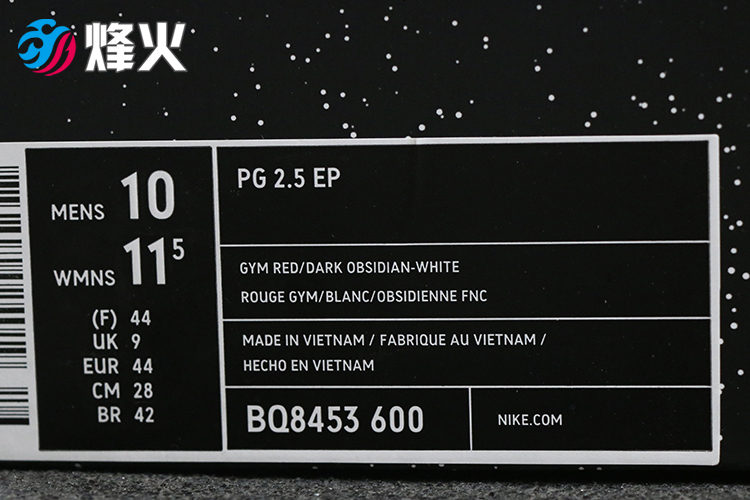 烽火
PG 2.5 EP
MENS 10
WMNS 11⁵
GYM RED/DARK OBSIDIAN-WHITE
ROUGE GYM/BLANC/OBSIDIENNE FNC
(F) 44
UK 9
EUR 44
CM 28
BR 42
MADE IN VIETNAM / FABRIQUE AU VIETNAM /
HECHO EN VIETNAM
BQ8453 600
NIKE.COM